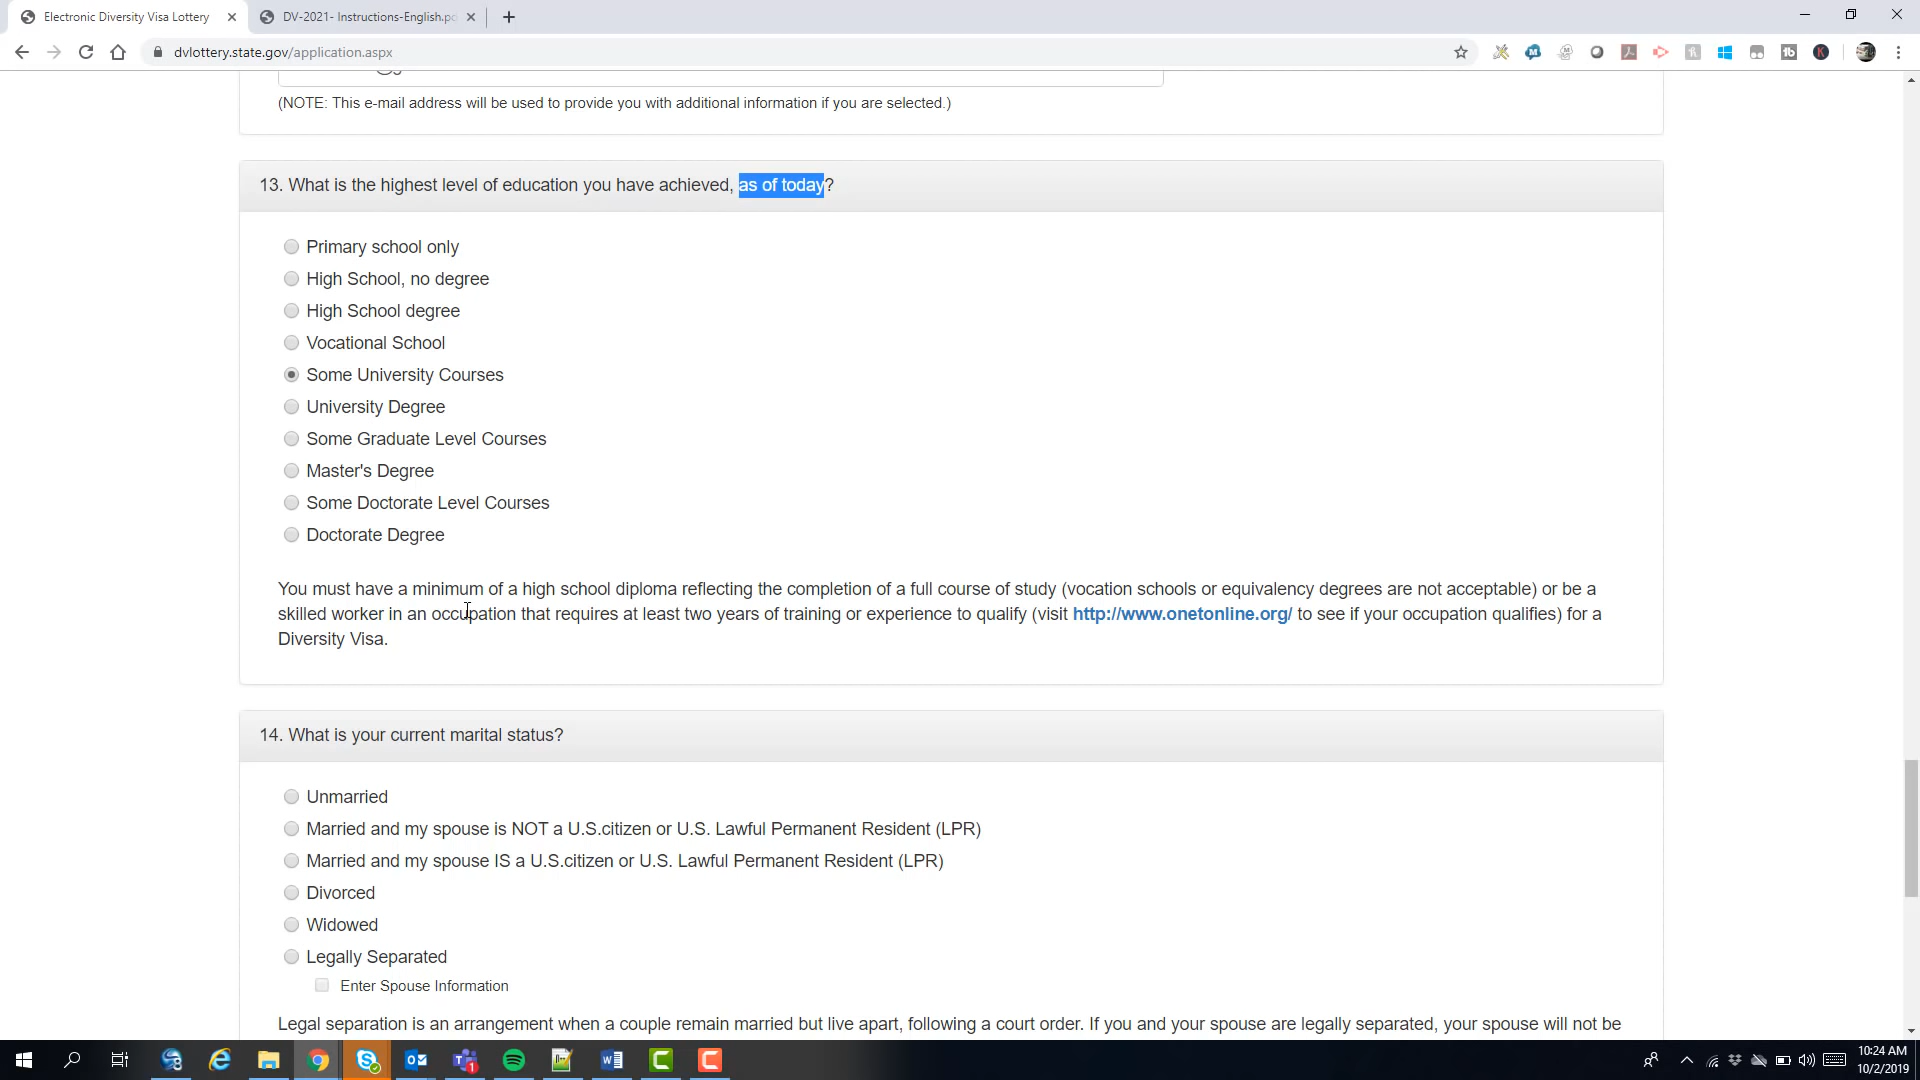 Electronic Diversity Visa Lottery
DV-2021- Instructions-English.pd
dvlottery.state.gov/application.aspx
(NOTE: This e-mail address will be used to provide you with additional information if you are selected.)
13. What is the highest level of education you have achieved, as of today?
Primary school only
High School, no degree
High School degree
Vocational School
Some University Courses
University Degree
Some Graduate Level Courses
Master's Degree
Some Doctorate Level Courses
Doctorate Degree
You must have a minimum of a high school diploma reflecting the completion of a full course of study (vocation schools or equivalency degrees are not acceptable) or be a
skilled worker in an occupation that requires at least two years of training or experience to qualify (visit http://www.onetonline.org/ to see if your occupation qualifies) for a
Diversity Visa.
14. What is your current marital status?
Unmarried
Married and my spouse is NOT a U.S.citizen or U.S. Lawful Permanent Resident (LPR)
Married and my spouse IS a U.S.citizen or U.S. Lawful Permanent Resident (LPR)
Divorced
Widowed
Legally Separated
Enter Spouse Information
Legal separation is an arrangement when a couple remain married but live apart, following a court order. If you and your spouse are legally separated, your spouse will not be
10:24 AM
10/2/2019